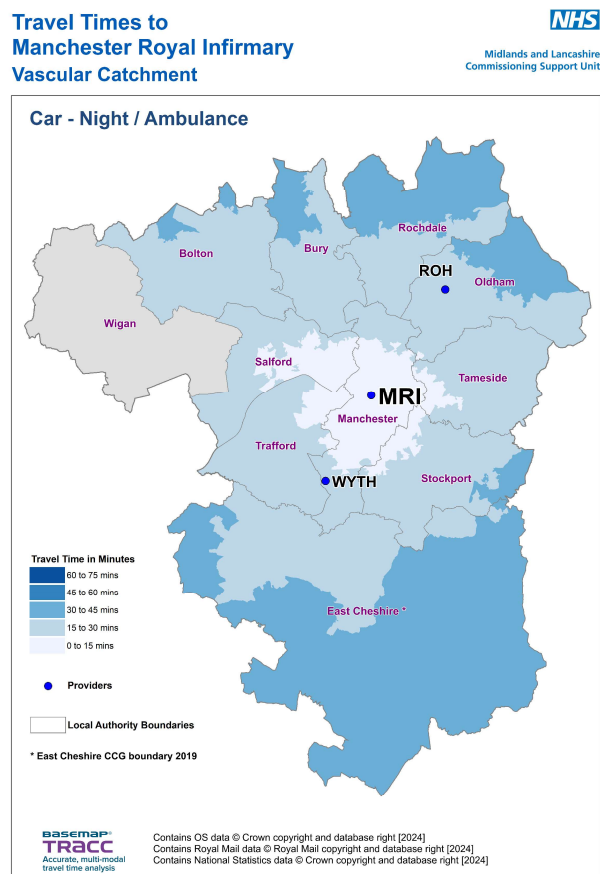 Travel Times to
Manchester Royal Infirmary
Vascular Catchment
NHS
Midlands and Lancashire
Commissioning Support Unit
Car - Night / Ambulance
Rochdale
Bury
Bolton
ROH
Oldham
Wigan
Salford
Tameside
MRI
Manchester
Trafford
Stockport
WYTH
East Cheshire *
Travel Time in Minutes
60 to 75 mins
45 to 60 mins
30 to 45 mins
15 to 30 mins
0 to 15 mins
Providers
Local Authority Boundaries
* East Cheshire CCG boundary 2019
BASEMAP®
TRACC
Accurate, multi-modal
travel time analysis
Contains OS data © Crown copyright and database right [2024]
Contains Royal Mail data © Royal Mail copyright and database right [2024]
Contains National Statistics data © Crown copyright and database right [2024]